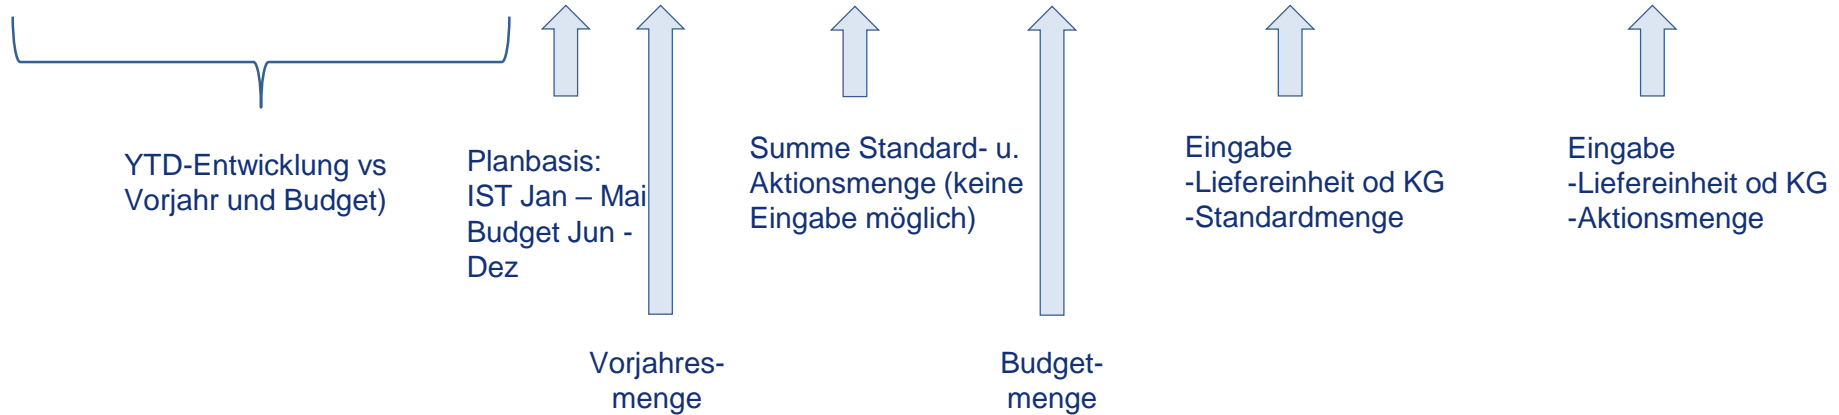 YTD-Entwicklung vs
Vorjahr und Budget)
Planbasis:
IST Jan – Mai
Budget Jun -
Dez
Vorjahres-
menge
Summe Standard- u.
Aktionsmenge (keine
Eingabe möglich)
Budget-
menge
Eingabe
-Liefereinheit od KG
-Standardmenge
Eingabe
-Liefereinheit od KG
-Aktionsmenge